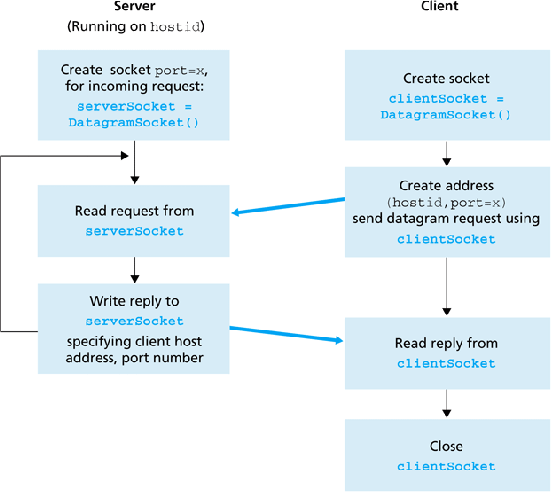 Server
(Running on hostid)
Create socket port=x,
for incoming request:
serverSocket =
DatagramSocket()
Read request from
serverSocket
Write reply to
serverSocket
specifying client host
address, port number
Client
Create socket
clientSocket =
DatagramSocket()
Create address
(hostid,port=x)
send datagram request using
clientSocket
Read reply from
clientSocket
Close
clientSocket